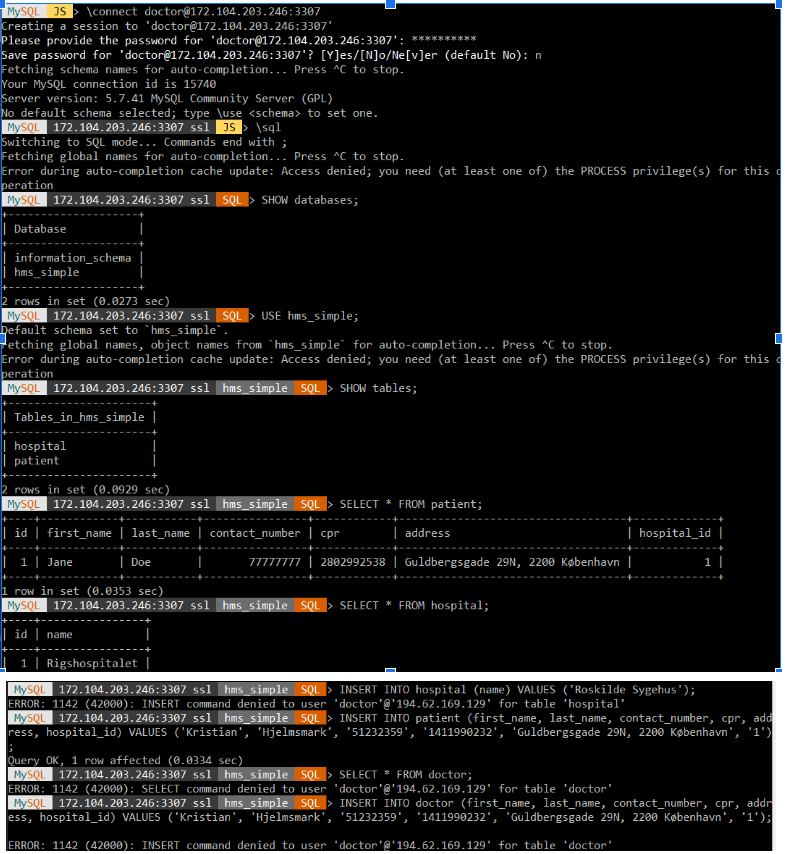 MySQL JS > \connect doctor@172.104.203.246:3307
Creating a session to 'doctor@172.104.203.246:3307'
Please provide the password for 'doctor@172.104.203.246:3307': **********
Save password for 'doctor@172.104.203.246:3307'? [Y]es/[N]o/Ne[v]er (default No): n
Fetching schema names for auto-completion... Press ^C to stop.
Your MySQL connection id is 15740
Server version: 5.7.41 MySQL Community Server (GPL)
No default schema selected; type \use <schema> to set one.
MySQL 172.104.203.246:3307 ssl JS > \sql
Switching to SQL mode... Commands end with ;
Fetching global names for auto-completion... Press ^C to stop.
Error during auto-completion cache update: Access denied; you need (at least one of) the PROCESS privilege(s) for this o
peration
MySQL 172.104.203.246:3307 ssl SQL > SHOW databases;
+--------------------+
| Database           |
+--------------------+
| information_schema |
| hms_simple         |
+--------------------+
2 rows in set (0.0273 sec)
MySQL 172.104.203.246:3307 ssl SQL > USE hms_simple;
Default schema set to `hms_simple`.
Fetching global names, object names from `hms_simple` for auto-completion... Press ^C to stop.
Error during auto-completion cache update: Access denied; you need (at least one of) the PROCESS privilege(s) for this o
peration
MySQL 172.104.203.246:3307 ssl hms_simple SQL > SHOW tables;
+----------------------+
| Tables_in_hms_simple |
+----------------------+
| hospital             |
| patient              |
+----------------------+
2 rows in set (0.0929 sec)
MySQL 172.104.203.246:3307 ssl hms_simple SQL > SELECT * FROM patient;
+----+------------+-----------+----------------+------------+----------------------------------+-------------+
| id | first_name | last_name | contact_number | cpr        | address                          | hospital_id |
+----+------------+-----------+----------------+------------+----------------------------------+-------------+
|  1 | Jane       | Doe       |       77777777 | 2802992538 | Guldbergsgade 29N, 2200 København |           1 |
+----+------------+-----------+----------------+------------+----------------------------------+-------------+
1 row in set (0.0353 sec)
MySQL 172.104.203.246:3307 ssl hms_simple SQL > SELECT * FROM hospital;
+----+----------------+
| id | name           |
+----+----------------+
|  1 | Rigshospitalet |
MySQL 172.104.203.246:3307 ssl hms_simple SQL > INSERT INTO hospital (name) VALUES ('Roskilde Sygehus');
ERROR: 1142 (42000): INSERT command denied to user 'doctor'@'194.62.169.129' for table 'hospital'
MySQL 172.104.203.246:3307 ssl hms_simple SQL > INSERT INTO patient (first_name, last_name, contact_number, cpr, add
ress, hospital_id) VALUES ('Kristian', 'Hjelmsmark', '51232359', '1411990232', 'Guldbergsgade 29N, 2200 København', '1')
;
Query OK, 1 row affected (0.0334 sec)
MySQL 172.104.203.246:3307 ssl hms_simple SQL > SELECT * FROM doctor;
ERROR: 1142 (42000): SELECT command denied to user 'doctor'@'194.62.169.129' for table 'doctor'
MySQL 172.104.203.246:3307 ssl hms_simple SQL > INSERT INTO doctor (first_name, last_name, contact_number, cpr, addr
ess, hospital_id) VALUES ('Kristian', 'Hjelmsmark', '51232359', '1411990232', 'Guldbergsgade 29N, 2200 København', '1');
ERROR: 1142 (42000): INSERT command denied to user 'doctor'@'194.62.169.129' for table 'doctor'